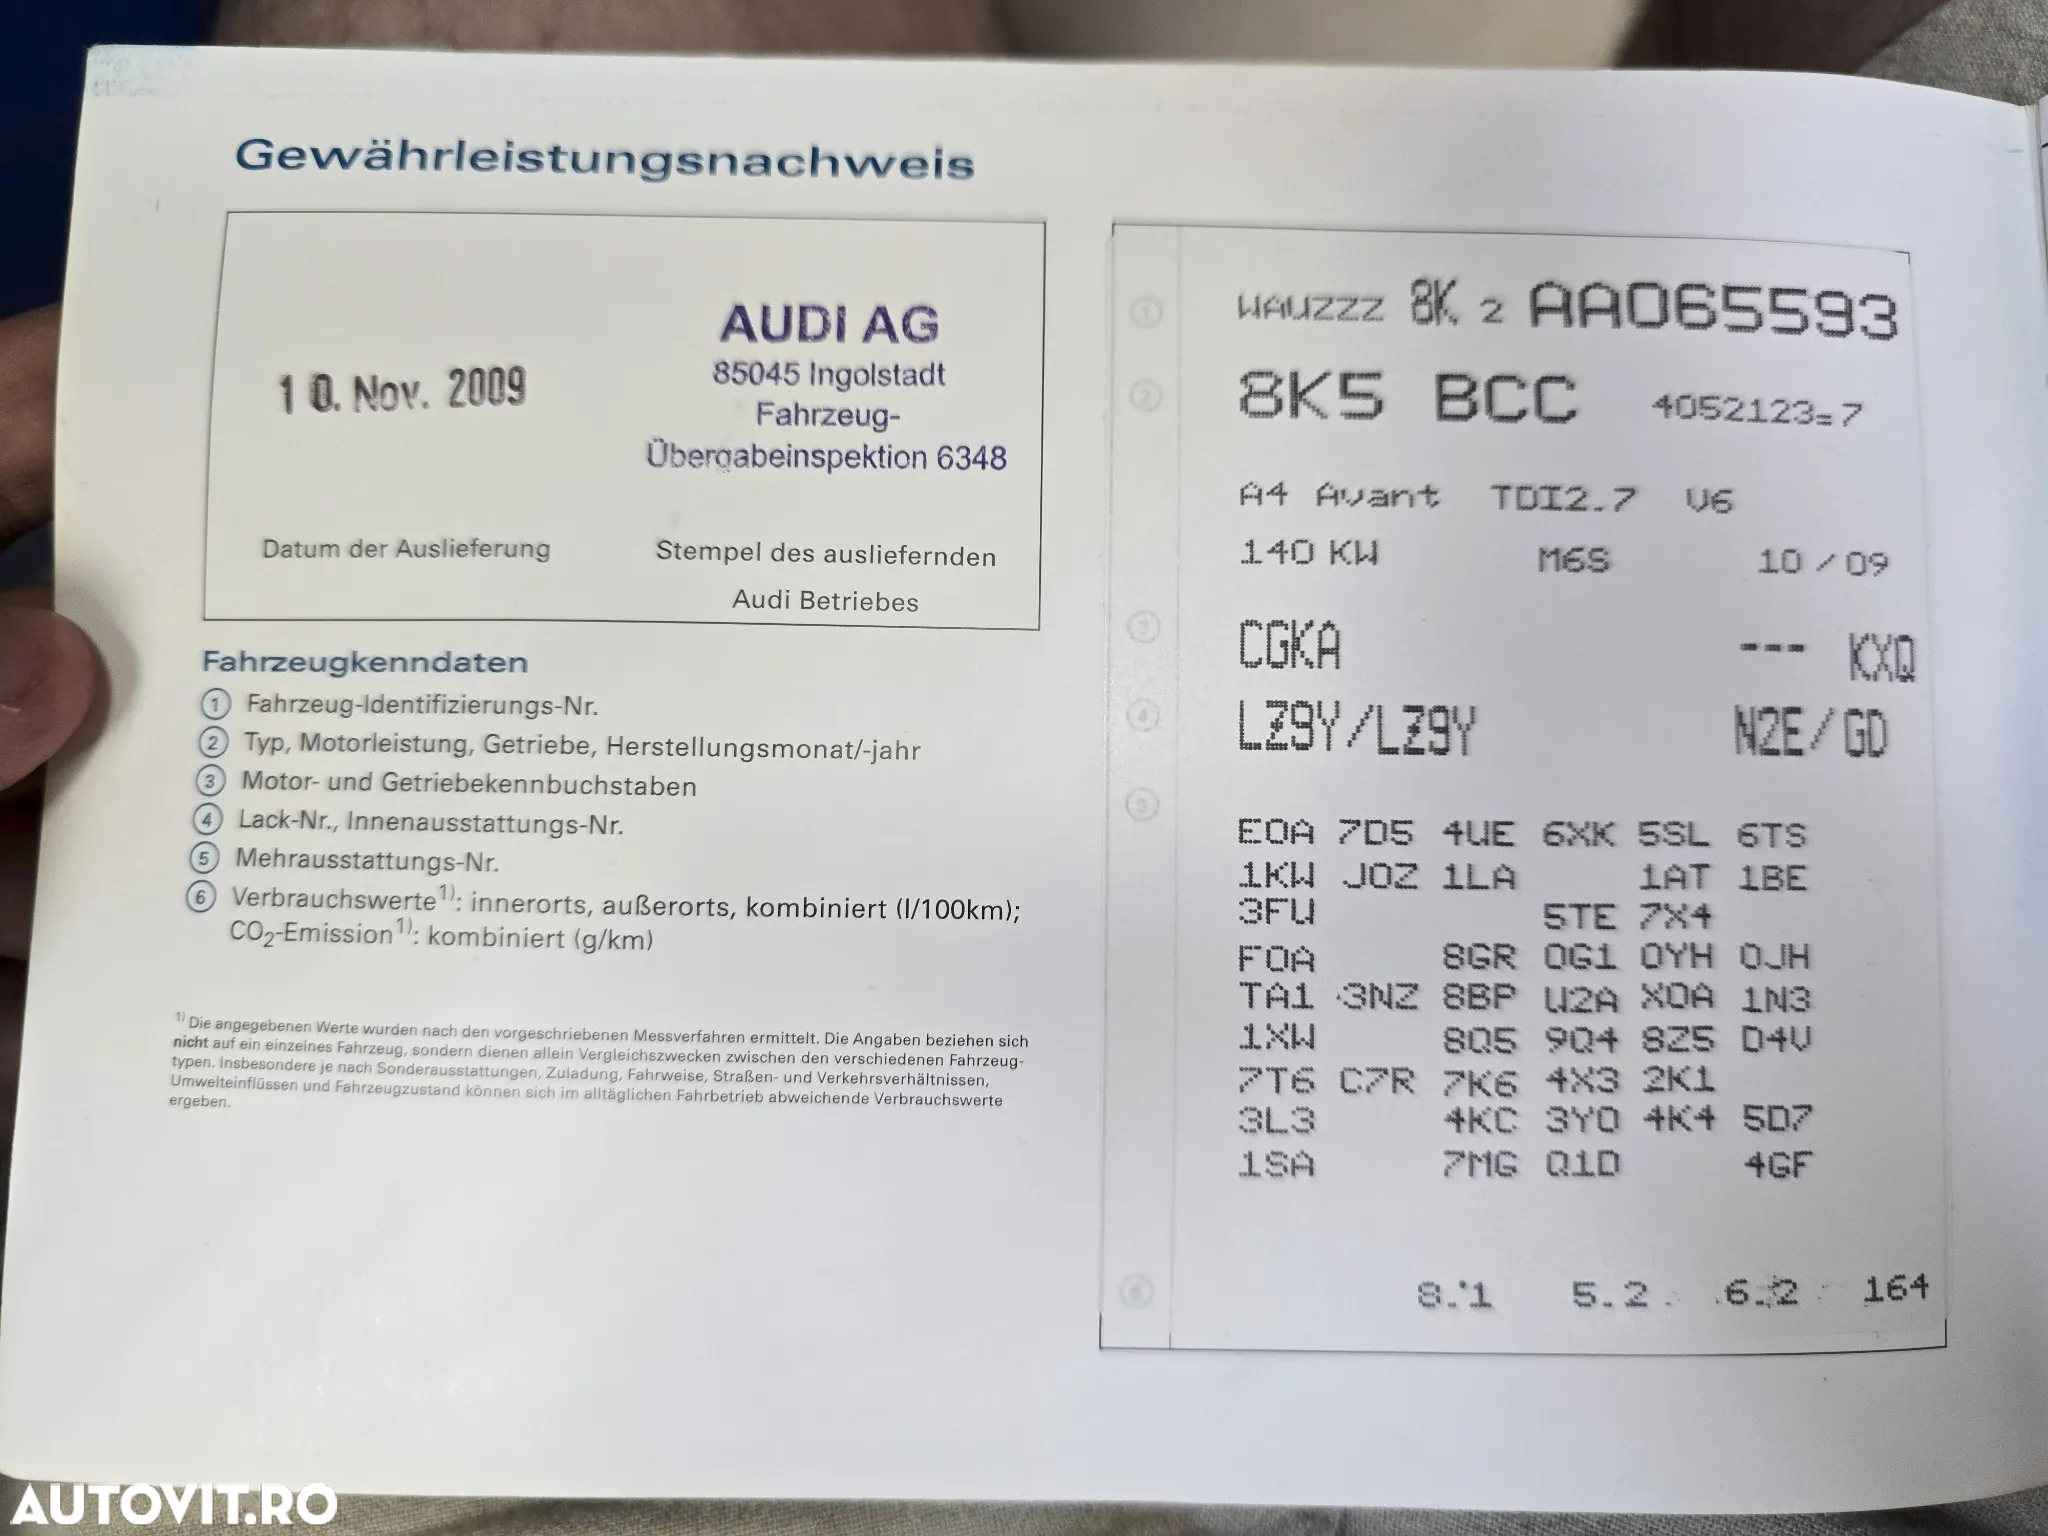 Gewährleistungsnachweis
10. Nov. 2009
AUDI AG
85045 Ingolstadt
Fahrzeug-
Übergabeinspektion 6348
Datum der Auslieferung
Stempel des ausliefernden
Audi Betriebes
Fahrzeugkenndaten
1 Fahrzeug-Identifizierungs-Nr.
2 Typ, Motorleistung, Getriebe, Herstellungsmonat/-jahr
3 Motor- und Getriebekennbuchstaben
4 Lack-Nr., Innenausstattungs-Nr.
5 Mehrausstattungs-Nr.
6 Verbrauchswerte1): innerorts, außerorts, kombiniert (l/100km);
CO2-Emission1): kombiniert (g/km)
1) Die angegebenen Werte wurden nach den vorgeschriebenen Messverfahren ermittelt. Die Angaben beziehen sich
nicht auf ein einzelnes Fahrzeug, sondern dienen allein Vergleichszwecken zwischen den verschiedenen Fahrzeug-
typen. Insbesondere je nach Sonderausstattungen, Zuladung, Fahrweise, Straßen- und Verkehrsverhältnissen,
Umwelteinflüssen und Fahrzeugzustand können sich im alltäglichen Fahrbetrieb abweichende Verbrauchswerte
ergeben.
1 WAUZZZ 8K 2 AA065593
2 8K5 BCC 4052123=7
A4 Avant TDI2.7 V6
140 KW M6S 10/09
3 CGKA --- KXQ
4 LZ9Y/LZ9Y N2E/GD
5
E0A 7D5 4UE 6XK 5SL 6TS
1KW J0Z 1LA 1AT 1BE
3FU 5TE 7X4
F0A 8GR 0G1 0YH 0JH
TA1 3NZ 8BP U2A X0A 1N3
1XW 8Q5 9Q4 8Z5 D4V
7T6 C7R 7K6 4X3 2K1
3L3 4KC 3Y0 4K4 5D7
1SA 7MG Q1D 4GF
6 8.1 5.2 6.2 164
AUTOVIT.RO